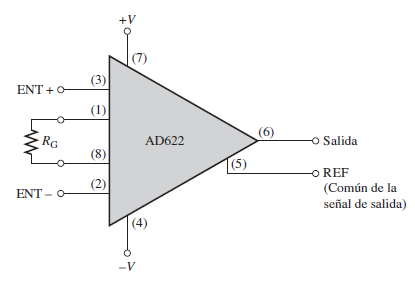 +V
(7)
ENT +
(3)
(1)
R_G
AD622
(6)
Salida
(8)
(5)
REF
(Común de la
señal de salida)
ENT –
(2)
(4)
–V